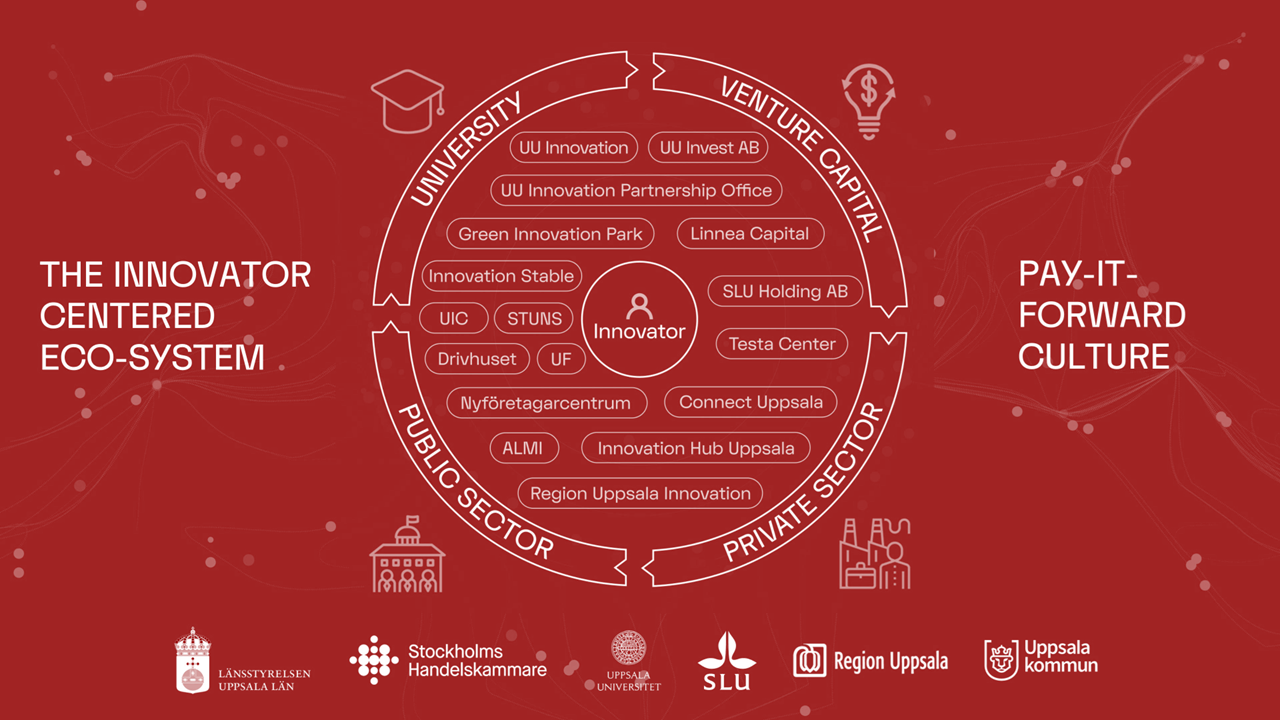 UNIVERSITY
VENTURE CAPITAL
UU Innovation
UU Invest AB
UU Innovation Partnership Office
Green Innovation Park
Linnea Capital
THE INNOVATOR
CENTERED
ECO-SYSTEM
Innovation Stable
SLU Holding AB
UIC
STUNS
Innovator
Testa Center
Drivhuset
UF
PAY-IT-
FORWARD
CULTURE
Nyföretagarcentrum
Connect Uppsala
ALMI
Innovation Hub Uppsala
Region Uppsala Innovation
PUBLIC SECTOR
PRIVATE SECTOR
$
LÄNSSTYRELSEN
UPPSALA LÄN
Stockholms
Handelskammare
UPPSALA
UNIVERSITET
SLU
Region Uppsala
Uppsala
kommun